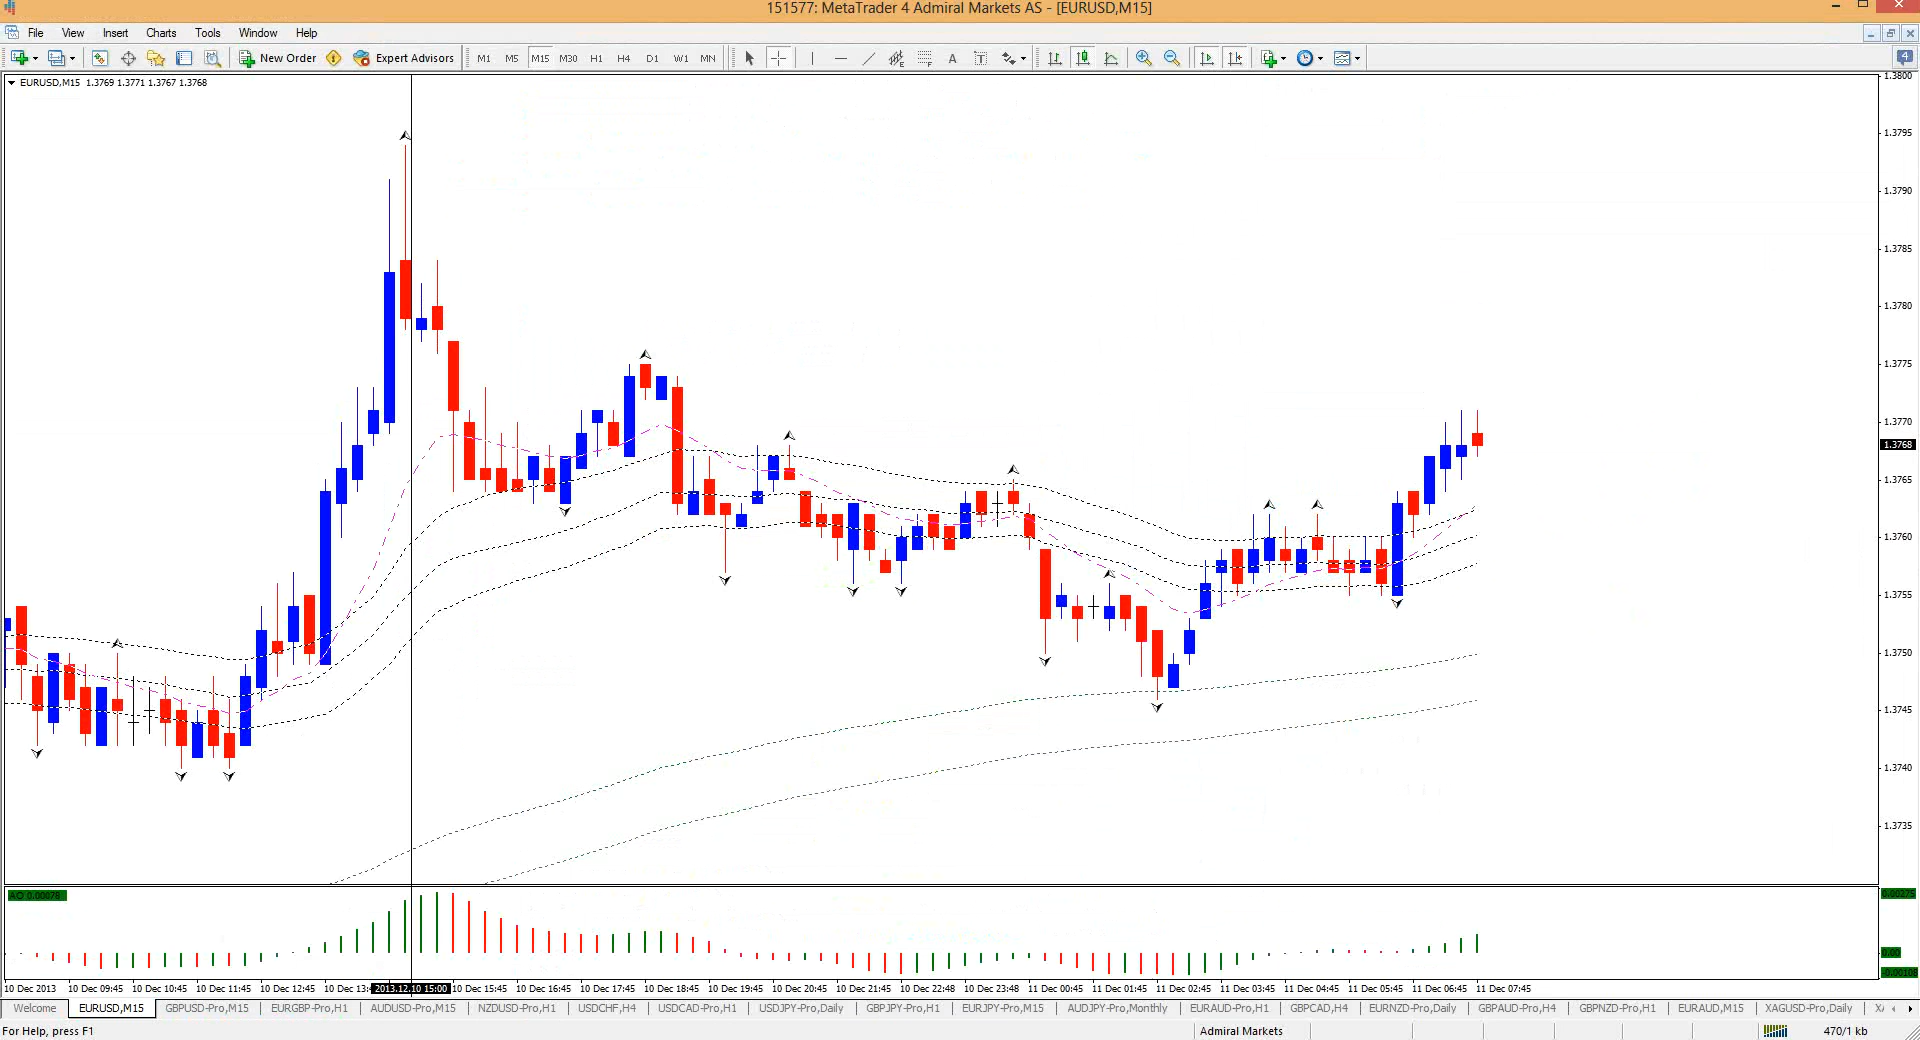 151577: MetaTrader 4 Admiral Markets AS - [EURUSD,M15]
File View Insert Charts Tools Window Help
New Order Expert Advisors M1 M5 M15 M30 H1 H4 D1 W1 MN A T 4
EURUSD,M15 1.3769 1.3771 1.3767 1.3768
1.3800
1.3795
1.3790
1.3785
1.3780
1.3775
1.3770
1.3768
1.3765
1.3760
1.3755
1.3750
1.3745
1.3740
1.3735
AO 0.00078
0.00275
0.00
-0.00108
10 Dec 2013 10 Dec 09:45 10 Dec 10:45 10 Dec 11:45 10 Dec 12:45 2013.12.10 15:00 10 Dec 15:45 10 Dec 16:45 10 Dec 17:45 10 Dec 18:45 10 Dec 19:45 10 Dec 20:45 10 Dec 21:45 10 Dec 22:48 10 Dec 23:48 11 Dec 00:45 11 Dec 01:45 11 Dec 02:45 11 Dec 03:45 11 Dec 04:45 11 Dec 05:45 11 Dec 06:45 11 Dec 07:45
Welcome EURUSD,M15 GBPUSD-Pro,M15 EURGBP-Pro,H1 AUDUSD-Pro,M15 NZDUSD-Pro,H1 USDCHF,H4 USDCAD-Pro,H1 USDJPY-Pro,Daily GBPJPY-Pro,H1 EURJPY-Pro,M15 AUDJPY-Pro,Monthly EURAUD-Pro,H1 GBPCAD,H4 EURNZD-Pro,Daily GBPAUD-Pro,H4 GBPNZD-Pro,H1 EURAUD,M15 XAGUSD-Pro,Daily
For Help, press F1 Admiral Markets 470/1 kb